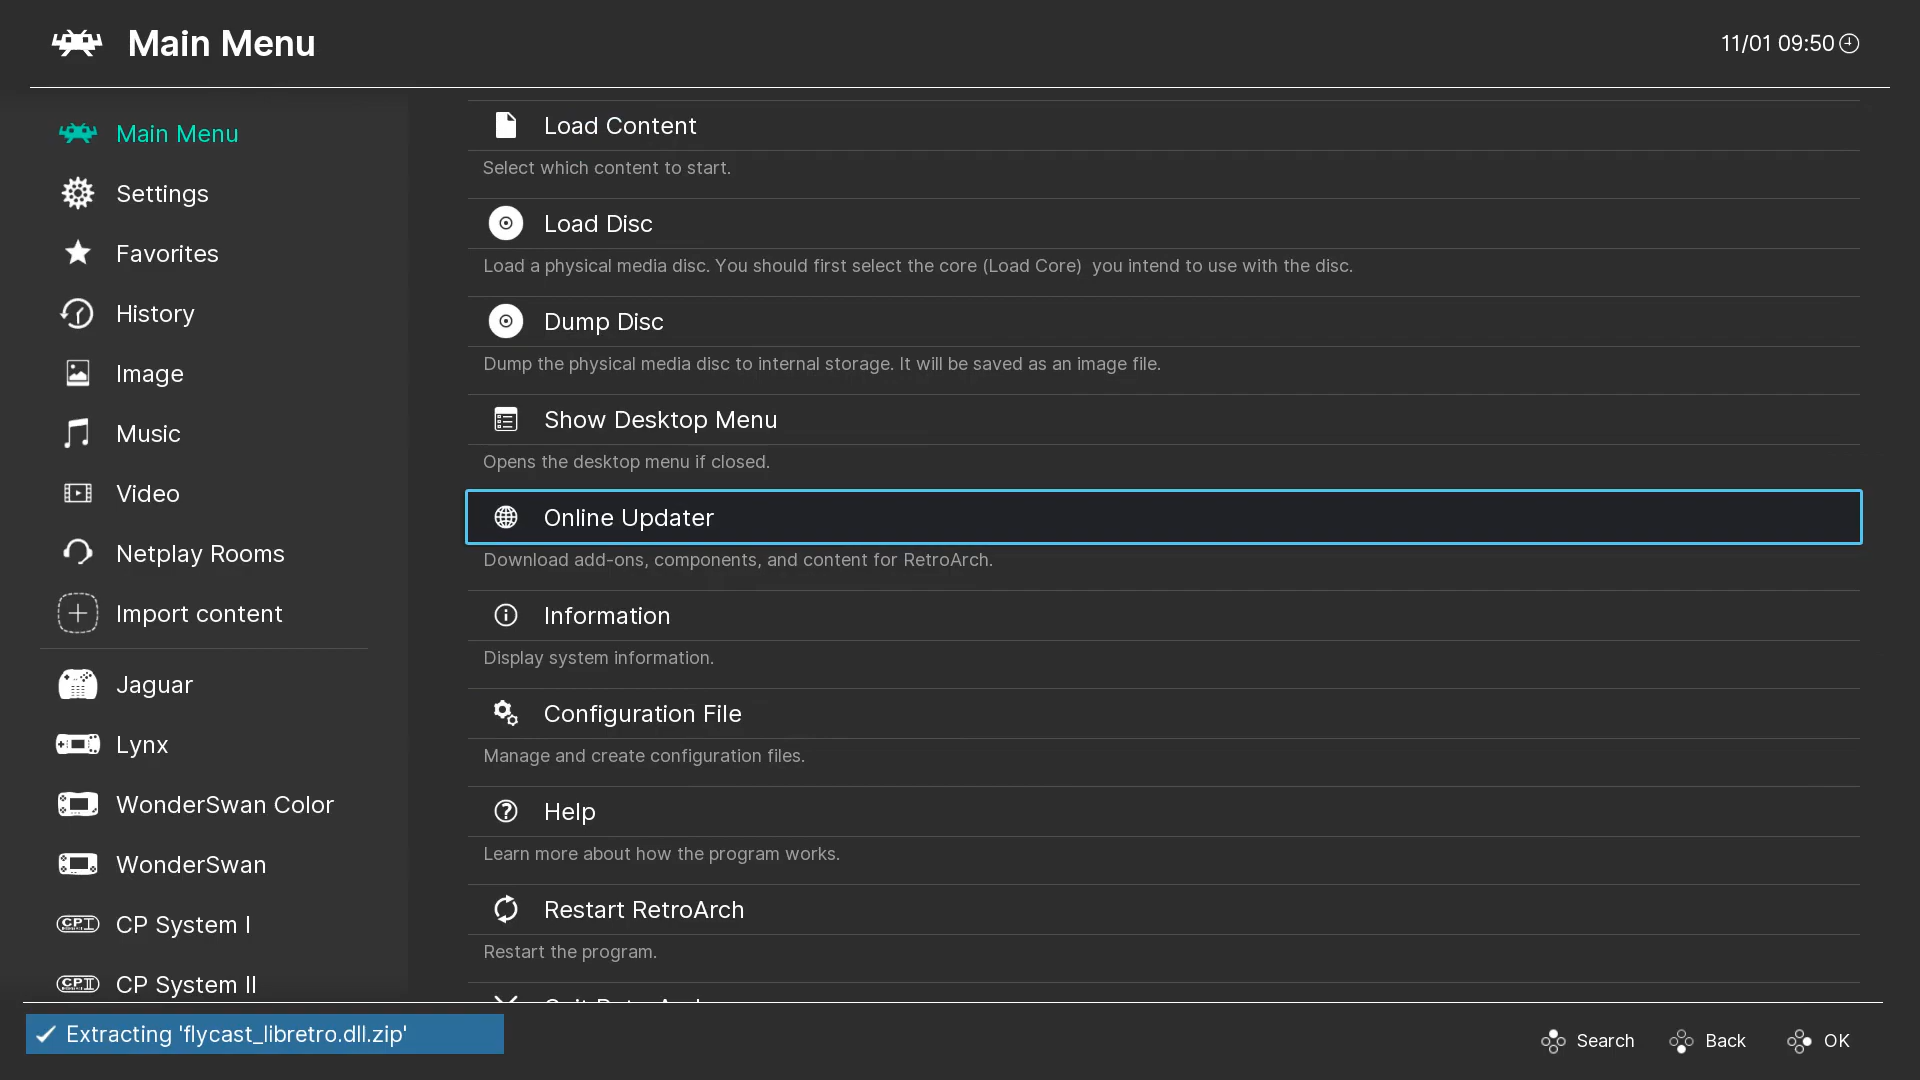 Main Menu
11/01 09:50
Main Menu
Settings
Favorites
History
Image
Music
Video
Netplay Rooms
Import content
Jaguar
Lynx
WonderSwan Color
WonderSwan
CP System I
CP System II
Load Content
Select which content to start.
Load Disc
Load a physical media disc. You should first select the core (Load Core)  you intend to use with the disc.
Dump Disc
Dump the physical media disc to internal storage. It will be saved as an image file.
Show Desktop Menu
Opens the desktop menu if closed.
Online Updater
Download add-ons, components, and content for RetroArch.
Information
Display system information.
Configuration File
Manage and create configuration files.
Help
Learn more about how the program works.
Restart RetroArch
Restart the program.
Extracting 'flycast_libretro.dll.zip'
Search
Back
OK